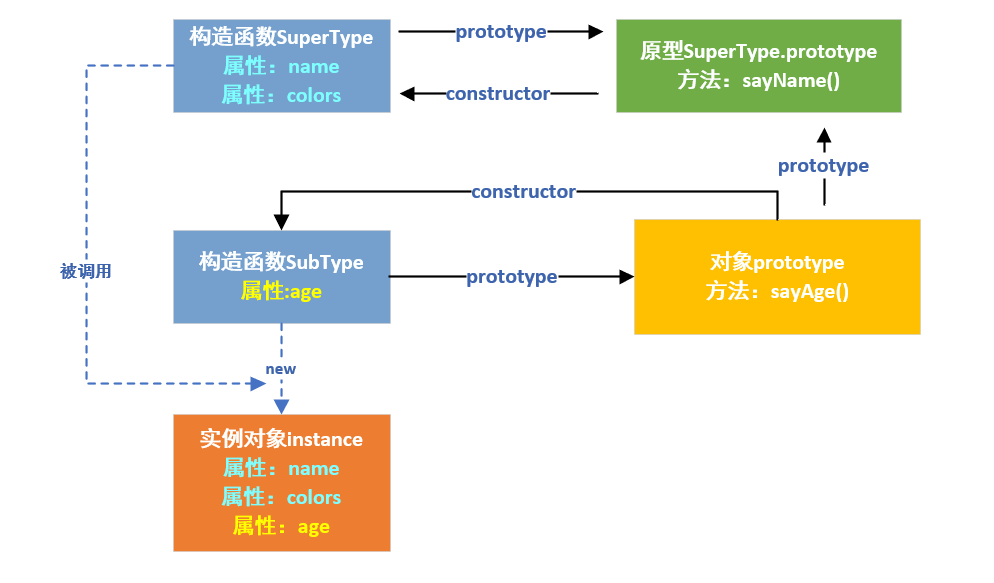 构造函数SuperType
属性：name
属性：colors
prototype
constructor
原型SuperType.prototype
方法：sayName()
prototype
constructor
被调用
构造函数SubType
属性:age
prototype
对象prototype
方法：sayAge()
new
实例对象instance
属性：name
属性：colors
属性：age